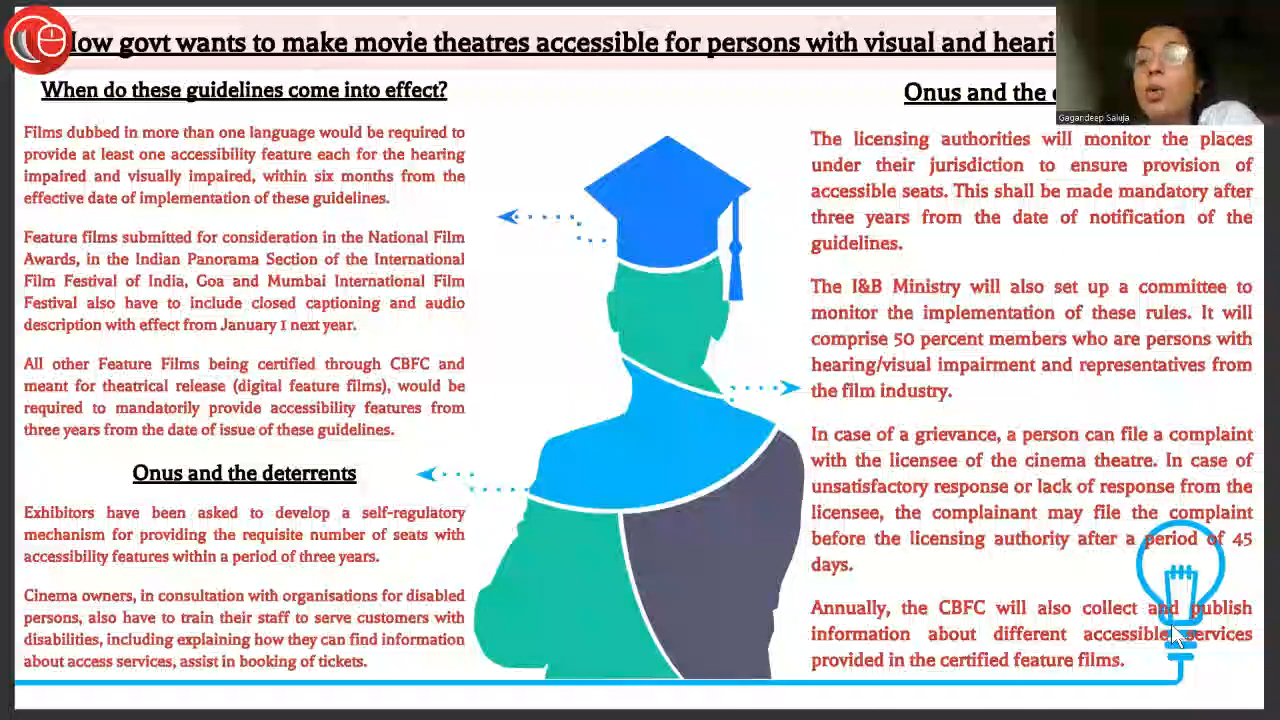 How govt wants to make movie theatres accessible for persons with visual and
When do these guidelines come into effect?
Films dubbed in more than one language would be required to
provide at least one accessibility feature each for the hearing
impaired and visually impaired, within six months from the
effective date of implementation of these guidelines.
Feature films submitted for consideration in the National Film
Awards, in the Indian Panorama Section of the International
Film Festival of India, Goa and Mumbai International Film
Festival also have to include closed captioning and audio
description with effect from January 1 next year.
All other Feature Films being certified through CBFC and
meant for theatrical release (digital feature films), would be
required to mandatorily provide accessibility features from
three years from the date of issue of these guidelines.
Onus and the deterrents
Exhibitors have been asked to develop a self-regulatory
mechanism for providing the requisite number of seats with
accessibility features within a period of three years.
Cinema owners, in consultation with organisations for disabled
persons, also have to train their staff to serve customers with
disabilities, including explaining how they can find information
about access services, assist in booking of tickets.
Onus and the
The licensing authorities will monitor the places
under their jurisdiction to ensure provision of
accessible seats. This shall be made mandatory after
three years from the date of notification of the
guidelines.
The I&B Ministry will also set up a committee to
monitor the implementation of these rules. It will
comprise 50 percent members who are persons with
hearing/visual impairment and representatives from
the film industry.
In case of a grievance, a person can file a complaint
with the licensee of the cinema theatre. In case of
unsatisfactory response or lack of response from the
licensee, the complainant may file the complaint
before the licensing authority after a period of 45
days.
Annually, the CBFC will also collect and publish
information about different accessible services
provided in the certified feature films.
Gagandeep Saluja